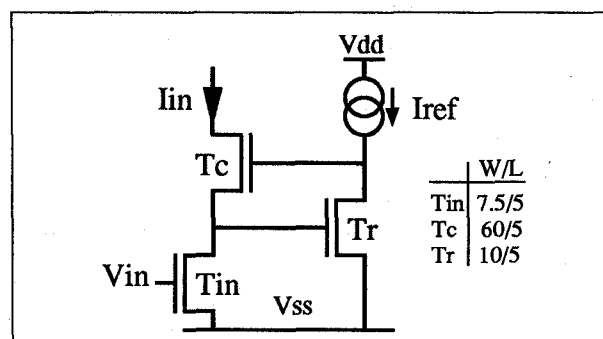 Vdd
Iin
Iref
Tc
W/L
Tin 7.5/5
Tc 60/5
Tr 10/5
Tr
Vin
Tin
Vss